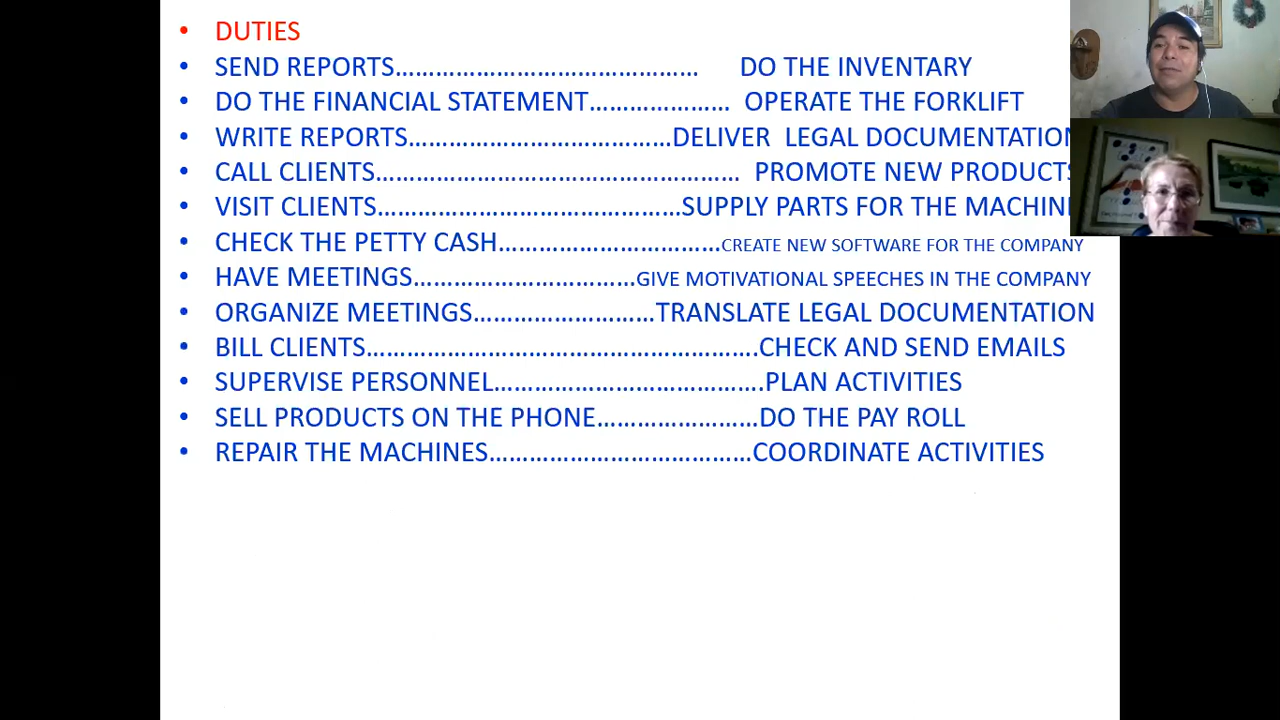 • DUTIES
• SEND REPORTS……………………………………… DO THE INVENTORY
• DO THE FINANCIAL STATEMENT………………… OPERATE THE FORKLIFT
• WRITE REPORTS…………………………………DELIVER LEGAL DOCUMENTATION
• CALL CLIENTS……………………………………………… PROMOTE NEW PRODUCTS
• VISIT CLIENTS………………………………………SUPPLY PARTS FOR THE
• CHECK THE PETTY CASH……………………………CREATE NEW SOFTWARE FOR THE COMPANY
• HAVE MEETINGS……………………………GIVE MOTIVATIONAL SPEECHES IN THE COMPANY
• ORGANIZE MEETINGS………………………TRANSLATE LEGAL DOCUMENTATION
• BILL CLIENTS………………………………………………….CHECK AND SEND EMAILS
• SUPERVISE PERSONNEL………………………………….PLAN ACTIVITIES
• SELL PRODUCTS ON THE PHONE……………………DO THE PAY ROLL
• REPAIR THE MACHINES…………………………………COORDINATE ACTIVITIES